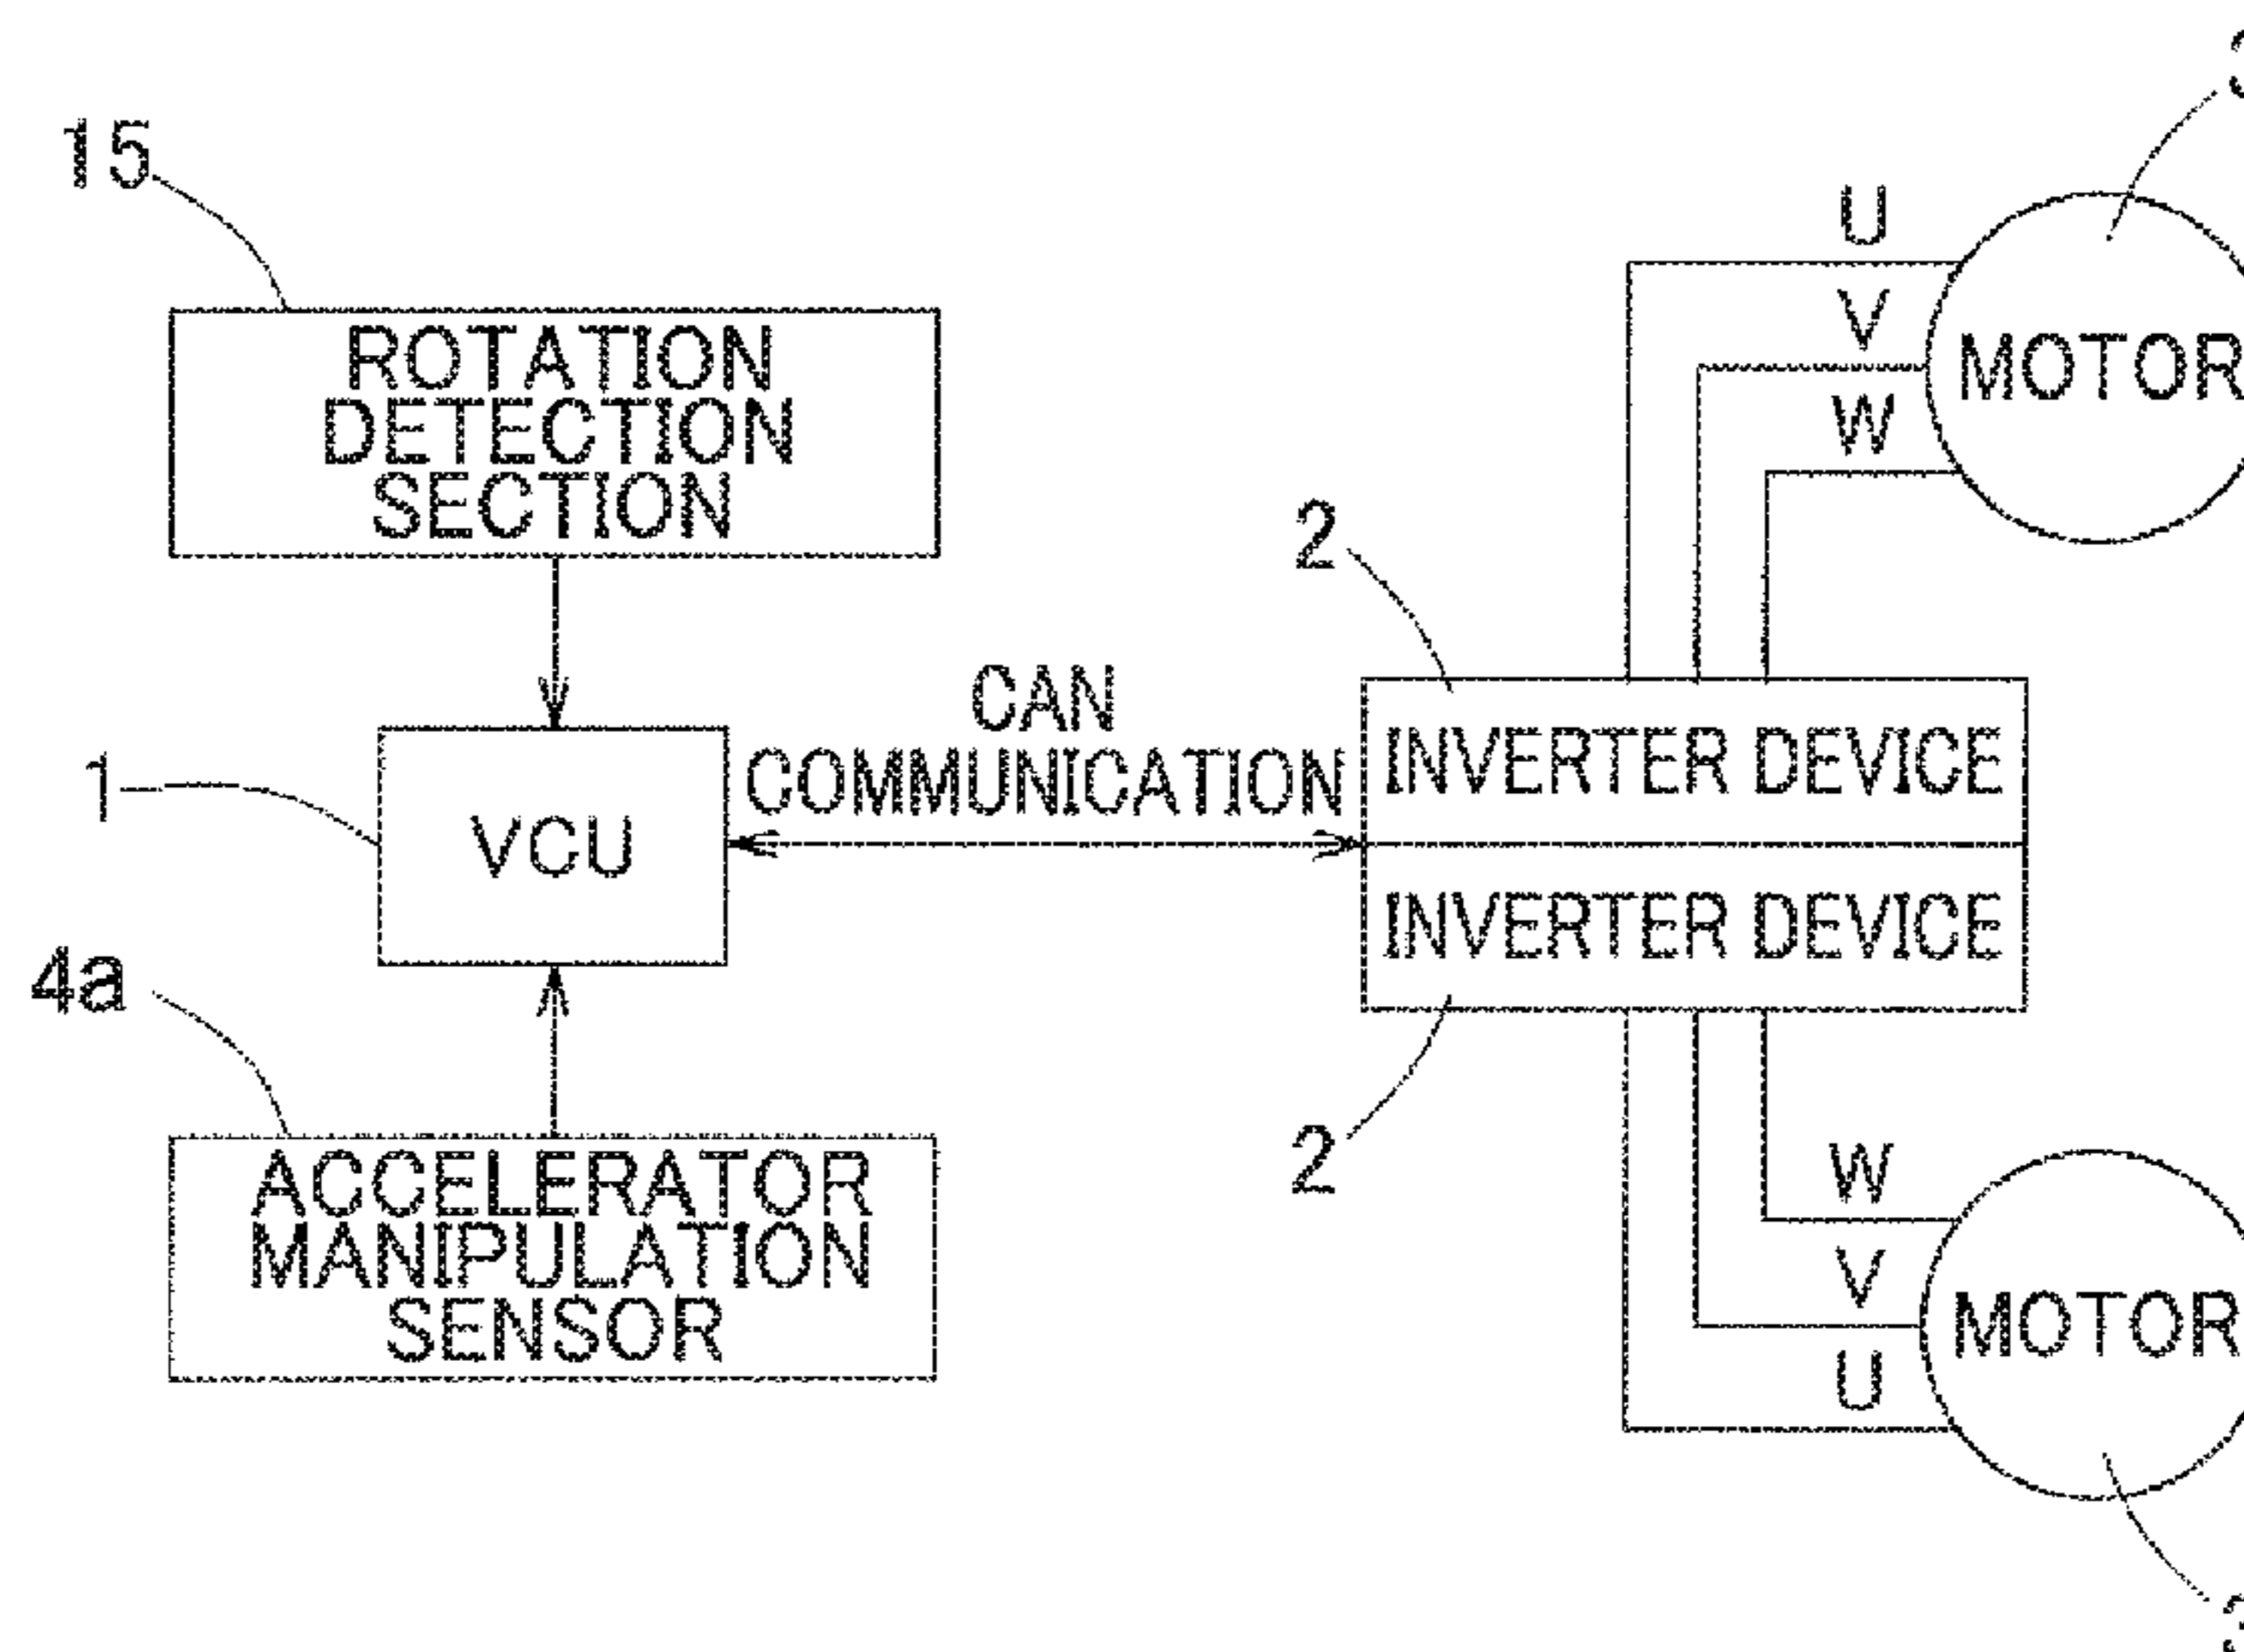 15
U
V
W
MOTOR
ROTATION
DETECTION
SECTION
2
CAN
COMMUNICATION
INVERTER DEVICE
1
VCU
INVERTER DEVICE
4a
2
ACCELERATOR
MANIPULATION
SENSOR
W
V
U
MOTOR